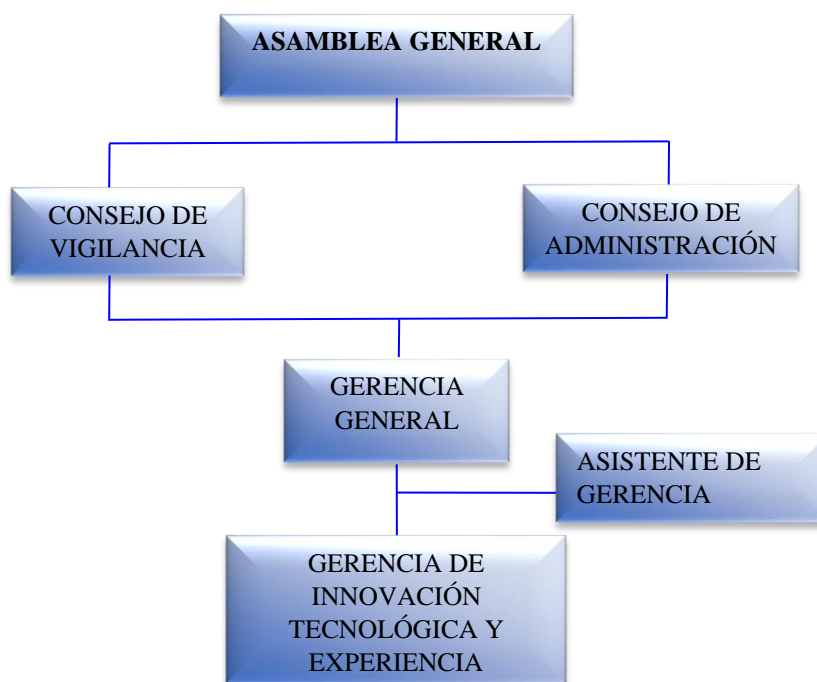 ASAMBLEA GENERAL
CONSEJO DE
VIGILANCIA
CONSEJO DE
ADMINISTRACIÓN
GERENCIA
GENERAL
ASISTENTE DE
GERENCIA
GERENCIA DE
INNOVACIÓN
TECNOLÓGICA Y
EXPERIENCIA